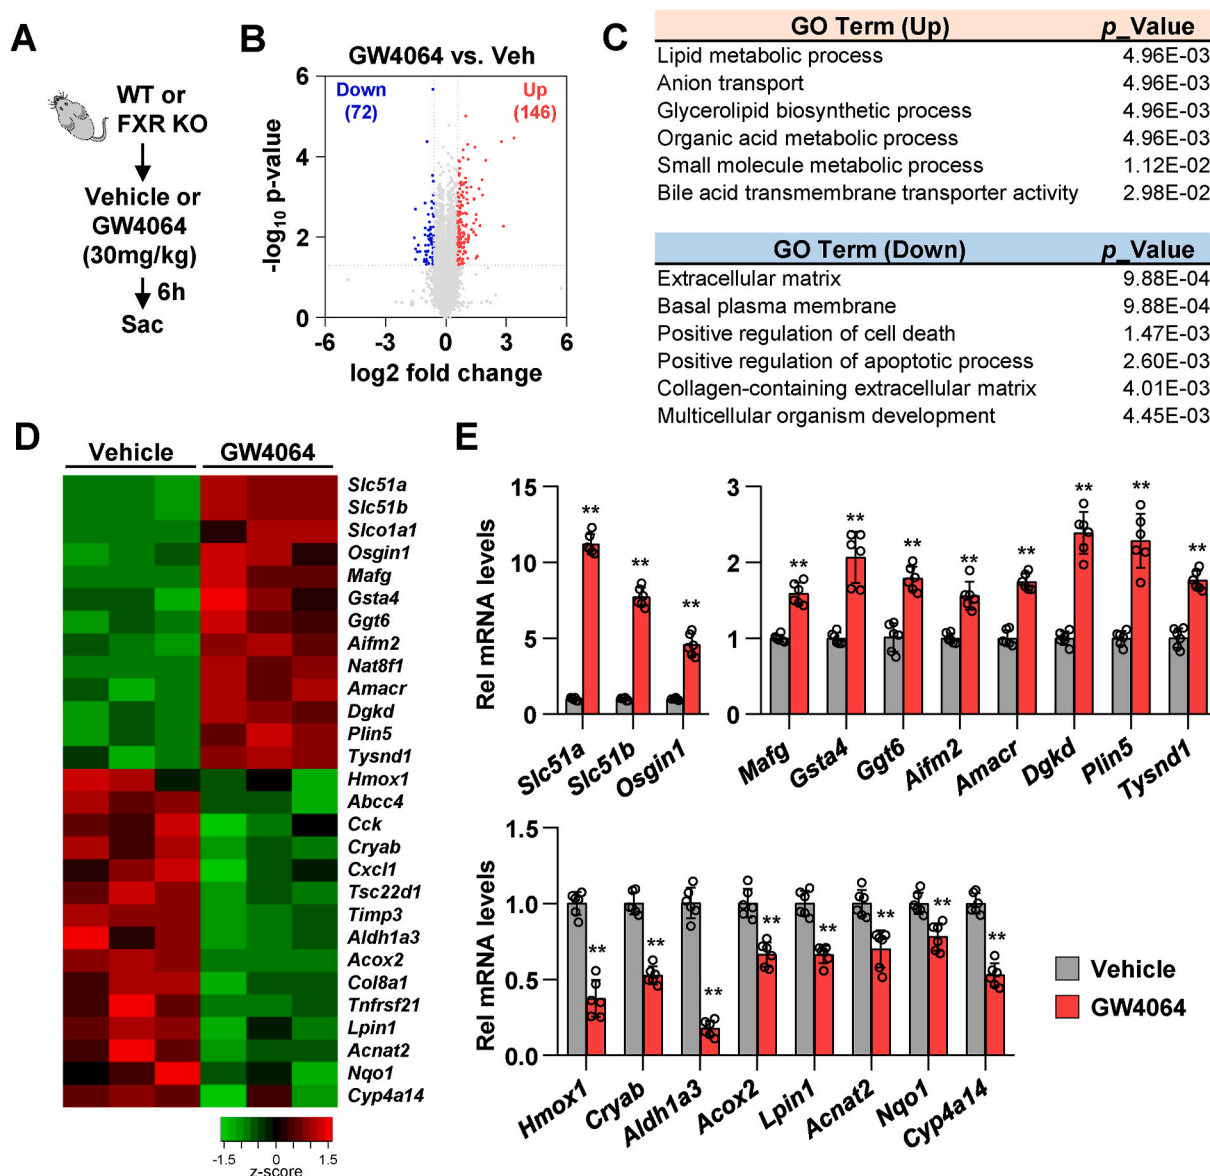 A
WT or
FXR KO
Vehicle or
GW4064
(30mg/kg)
6h
Sac
B
GW4064 vs. Veh
Down
(72)
Up
(146)
6
4
2
0
-log10 p-value
-6 -3 0 3 6
log2 fold change
C
GO Term (Up) p_Value
Lipid metabolic process 4.96E-03
Anion transport 4.96E-03
Glycerolipid biosynthetic process 4.96E-03
Organic acid metabolic process 4.96E-03
Small molecule metabolic process 1.12E-02
Bile acid transmembrane transporter activity 2.98E-02
GO Term (Down) p_Value
Extracellular matrix 9.88E-04
Basal plasma membrane 9.88E-04
Positive regulation of cell death 1.47E-03
Positive regulation of apoptotic process 2.60E-03
Collagen-containing extracellular matrix 4.01E-03
Multicellular organism development 4.45E-03
D
Vehicle GW4064
Slc51a
Slc51b
Slco1a1
Osgin1
Mafg
Gsta4
Ggt6
Aifm2
Nat8f1
Amacr
Dgkd
Plin5
Tysnd1
Hmox1
Abcc4
Cck
Cryab
Cxcl1
Tsc22d1
Timp3
Aldh1a3
Acox2
Col8a1
Tnfrsf21
Lpin1
Acnat2
Nqo1
Cyp4a14
-1.5 0 1.5
z-score
E
Rel mRNA levels
15
10
5
0
** ** **
Slc51a Slc51b Osgin1
3
2
1
0
** ** ** ** ** ** ** **
Mafg Gsta4 Ggt6 Aifm2 Amacr Dgkd Plin5 Tysnd1
Rel mRNA levels
1.5
1.0
0.5
0.0
** ** ** ** ** ** ** **
Hmox1 Cryab Aldh1a3 Acox2 Lpin1 Acnat2 Nqo1 Cyp4a14
Vehicle
GW4064